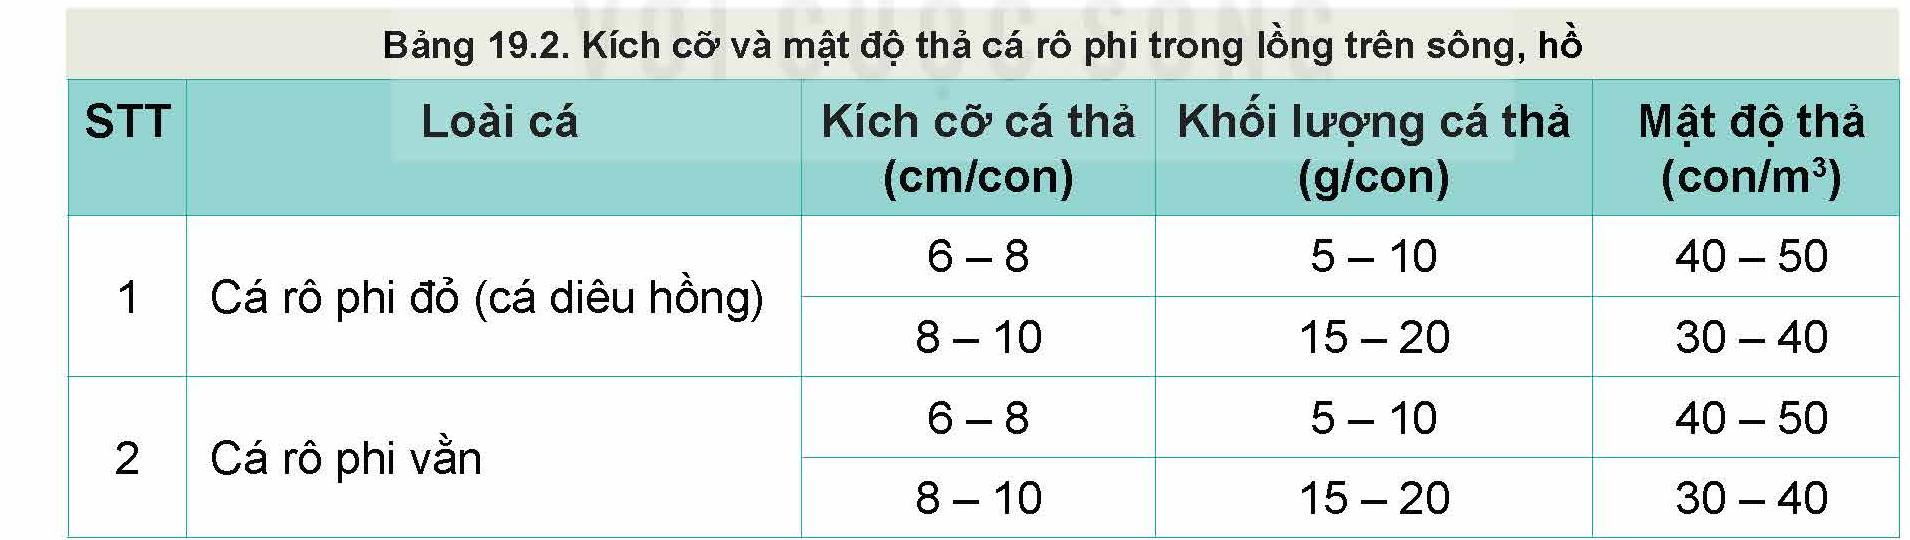 VỚI CUỘC SỐNG
Bảng 19.2. Kích cỡ và mật độ thả cá rô phi trong lồng trên sông, hồ
STT Loài cá Kích cỡ cá thả (cm/con) Khối lượng cá thả (g/con) Mật độ thả (con/m³)
1 Cá rô phi đỏ (cá diêu hồng) 6 – 8 5 – 10 40 – 50
8 – 10 15 – 20 30 – 40
2 Cá rô phi vằn 6 – 8 5 – 10 40 – 50
8 – 10 15 – 20 30 – 40